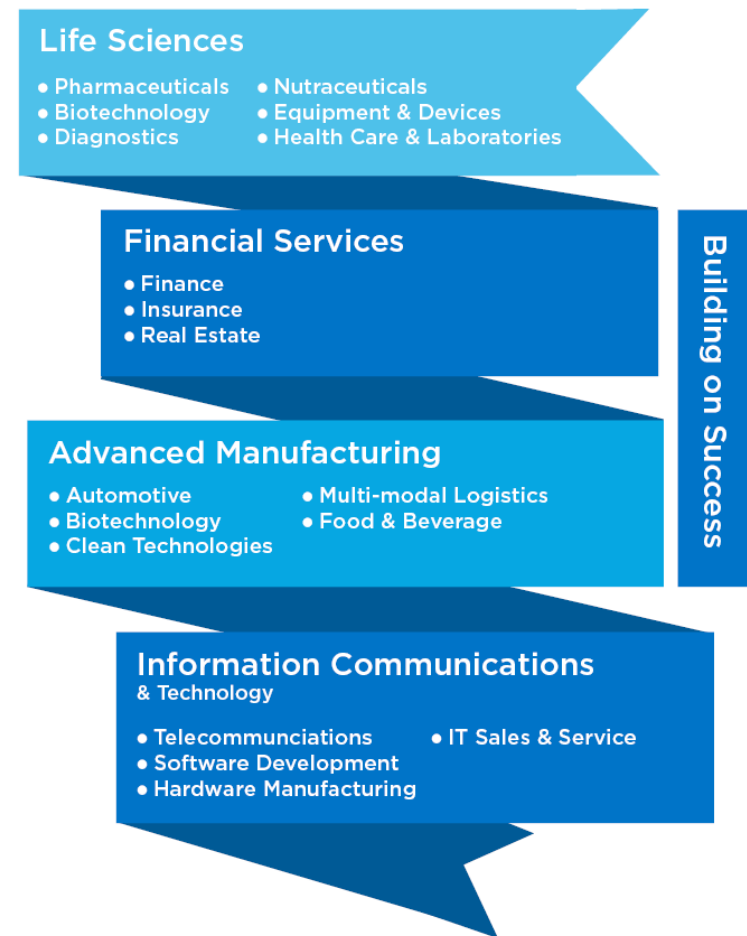 Life Sciences
• Pharmaceuticals
• Biotechnology
• Diagnostics
• Nutraceuticals
• Equipment & Devices
• Health Care & Laboratories
Financial Services
• Finance
• Insurance
• Real Estate
Building on Success
Advanced Manufacturing
• Automotive
• Biotechnology
• Clean Technologies
• Multi-modal Logistics
• Food & Beverage
Information Communications
& Technology
• Telecommunciations
• Software Development
• Hardware Manufacturing
• IT Sales & Service